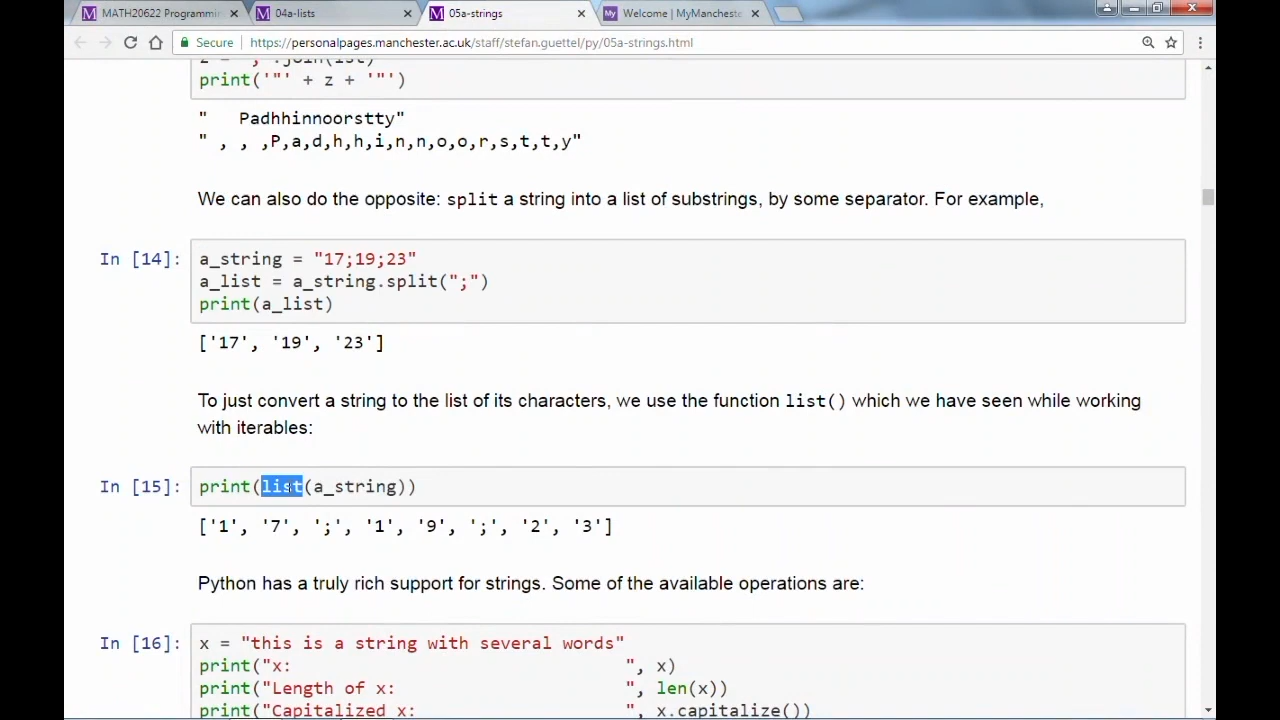 MATH20622 Programmin
04a-lists
05a-strings
Welcome | MyMancheste
Secure
https://personalpages.manchester.ac.uk/staff/stefan.guettel/py/05a-strings.html
print('"' + z + '"')
"   Padhhinnoorstty"
" , , ,P,a,d,h,h,i,n,n,o,o,r,s,t,t,y"
We can also do the opposite: split a string into a list of substrings, by some separator. For example,
In [14]:
a_string = "17;19;23"
a_list = a_string.split(";")
print(a_list)
['17', '19', '23']
To just convert a string to the list of its characters, we use the function list() which we have seen while working
with iterables:
In [15]:
print(list(a_string))
['1', '7', ';', '1', '9', ';', '2', '3']
Python has a truly rich support for strings. Some of the available operations are:
In [16]:
x = "this is a string with several words"
print("x:                                ", x)
print("Length of x:                      ", len(x))
print("Capitalized x:                    ", x.capitalize())